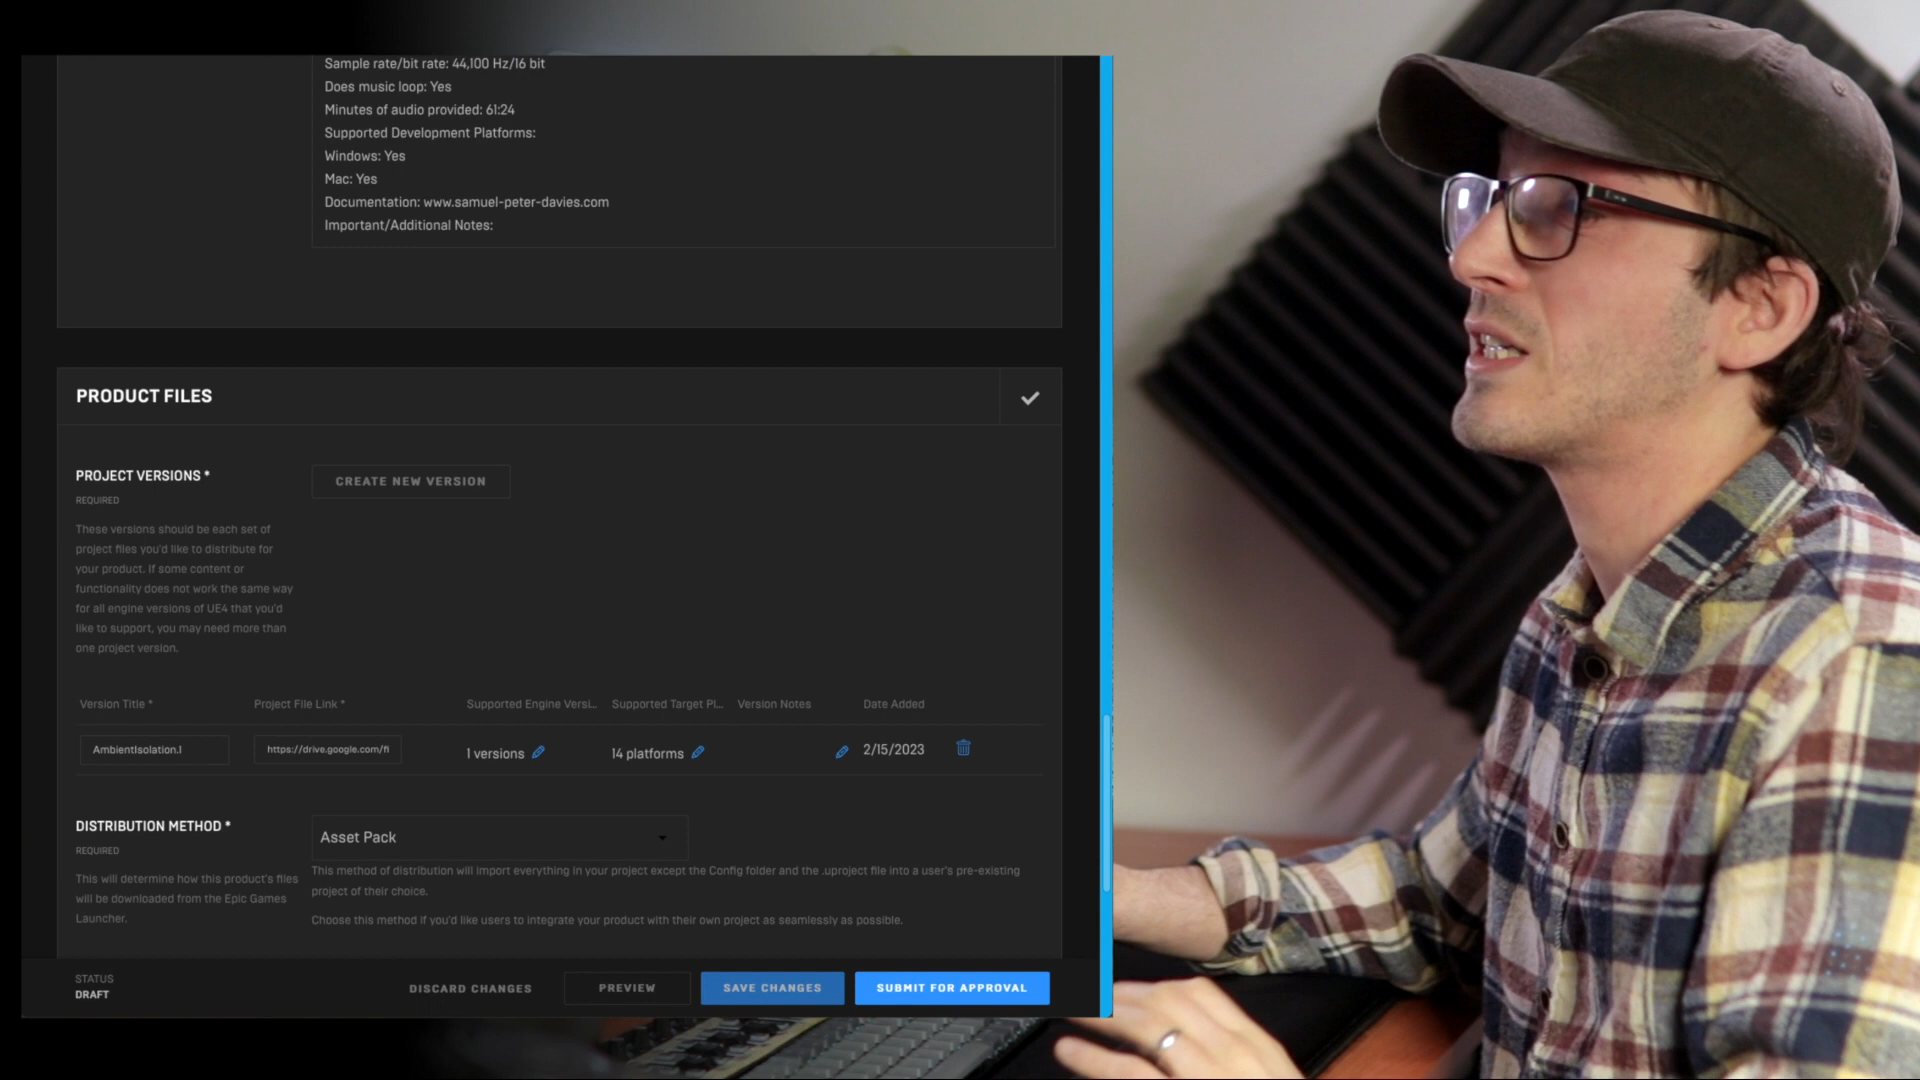 Sample rate/bit rate: 44,100 Hz/16 bit
Does music loop: Yes
Minutes of audio provided: 61:24
Supported Development Platforms:
Windows: Yes
Mac: Yes
Documentation: www.samuel-peter-davies.com
Important/Additional Notes:
PRODUCT FILES
PROJECT VERSIONS *
CREATE NEW VERSION
REQUIRED
These versions should be each set of
project files you'd like to distribute for
your product. If some content or
functionality does not work the same way
for all engine versions of UE4 that you'd
like to support, you may need more than
one project version.
Version Title * Project File Link * Supported Engine Versi... Supported Target Pl... Version Notes Date Added
AmbientIsolation.1 https://drive.google.com/fi 1 versions 14 platforms 2/15/2023
DISTRIBUTION METHOD *
Asset Pack
REQUIRED
This will determine how this product's files
will be downloaded from the Epic Games
Launcher.
This method of distribution will import everything in your project except the Config folder and the .uproject file into a user's pre-existing
project of their choice.
Choose this method if you'd like users to integrate your product with their own project as seamlessly as possible.
STATUS
DRAFT
DISCARD CHANGES
PREVIEW
SAVE CHANGES
SUBMIT FOR APPROVAL